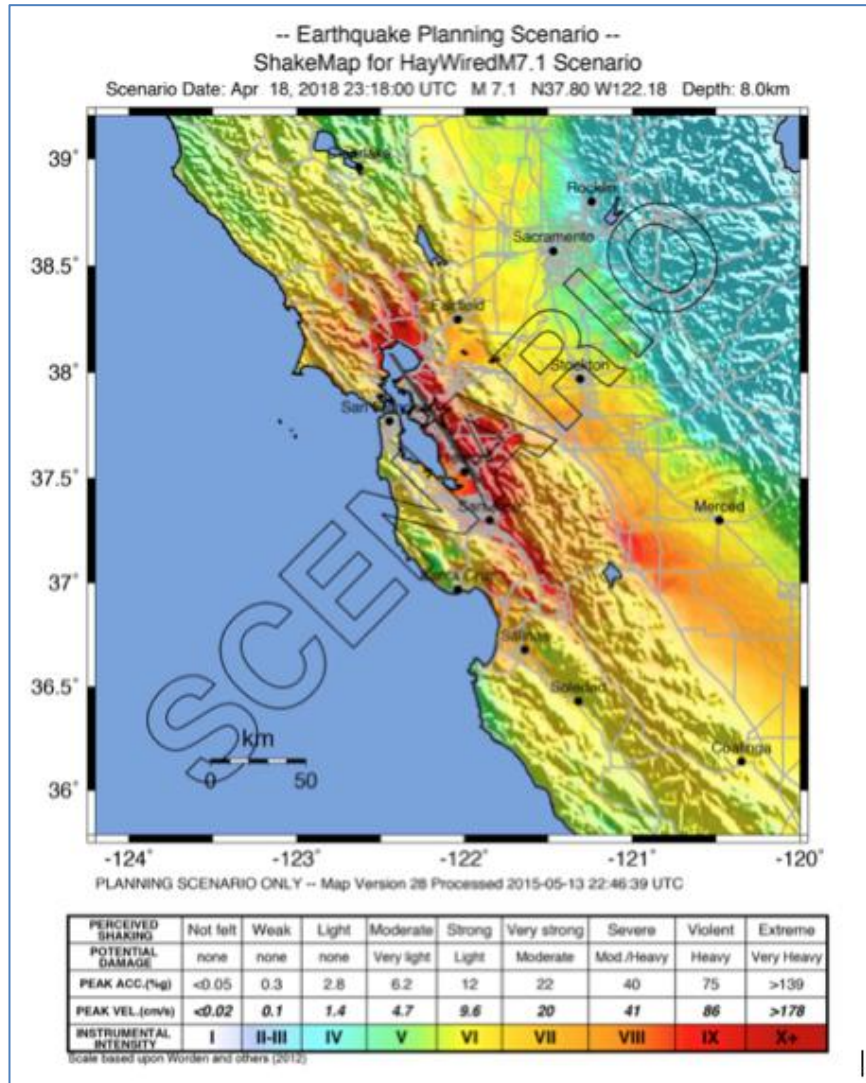 -- Earthquake Planning Scenario --
ShakeMap for HayWiredM7.1 Scenario
Scenario Date: Apr 18, 2018 23:18:00 UTC M 7.1 N37.80 W122.18 Depth: 8.0km
39˚
Rocklin
Sacramento
38.5˚
Fairfield
38˚
Stockton
San
37.5˚
San
Merced
37˚
Santa Cruz
Salinas
36.5˚
Soledad
km
Coalinga
0 50
36˚
-124˚ -123˚ -122˚ -121˚ -120˚
SCENARIO
PLANNING SCENARIO ONLY -- Map Version 28 Processed 2015-05-13 22:46:39 UTC
PERCEIVED SHAKING Not felt Weak Light Moderate Strong Very strong Severe Violent Extreme
POTENTIAL DAMAGE none none none Very light Light Moderate Mod./Heavy Heavy Very Heavy
PEAK ACC.(%g) <0.05 0.3 2.8 6.2 12 22 40 75 >139
PEAK VEL.(cm/s) <0.02 0.1 1.4 4.7 9.6 20 41 86 >178
INSTRUMENTAL INTENSITY I II-III IV V VI VII VIII IX X+
Scale based upon Worden and others (2012)